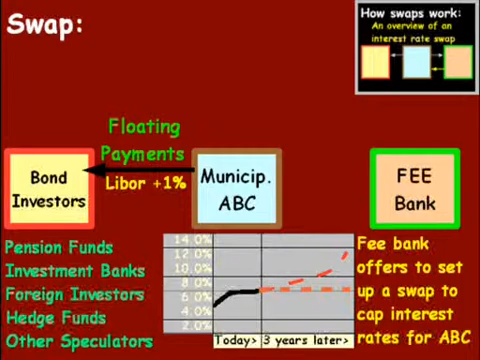 Swap:
How swaps work:
An overview of an
interest rate swap
Floating
Payments
Libor +1%
Bond
Investors
Municip.
ABC
FEE
Bank
Pension Funds
Investment Banks
Foreign Investors
Hedge Funds
Other Speculators
14.0%
12.0%
10.0%
8.0%
6.0%
4.0%
2.0%
Today>
3 years later>
Fee bank
offers to set
up a swap to
cap interest
rates for ABC